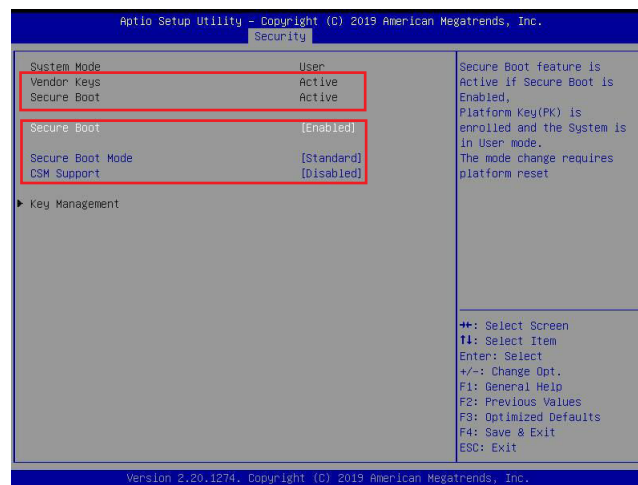 Aptio Setup Utility – Copyright (C) 2019 American Megatrends, Inc.
Security
System Mode User
Vendor Keys Active
Secure Boot Active
Secure Boot [Enabled]
Secure Boot Mode [Standard]
CSM Support [Disabled]
Key Management
Secure Boot feature is
Active if Secure Boot is
Enabled,
Platform Key(PK) is
enrolled and the System is
in User mode.
The mode change requires
platform reset
→←: Select Screen
↑↓: Select Item
Enter: Select
+/-: Change Opt.
F1: General Help
F2: Previous Values
F3: Optimized Defaults
F4: Save & Exit
ESC: Exit
Version 2.20.1274. Copyright (C) 2019 American Megatrends, Inc.